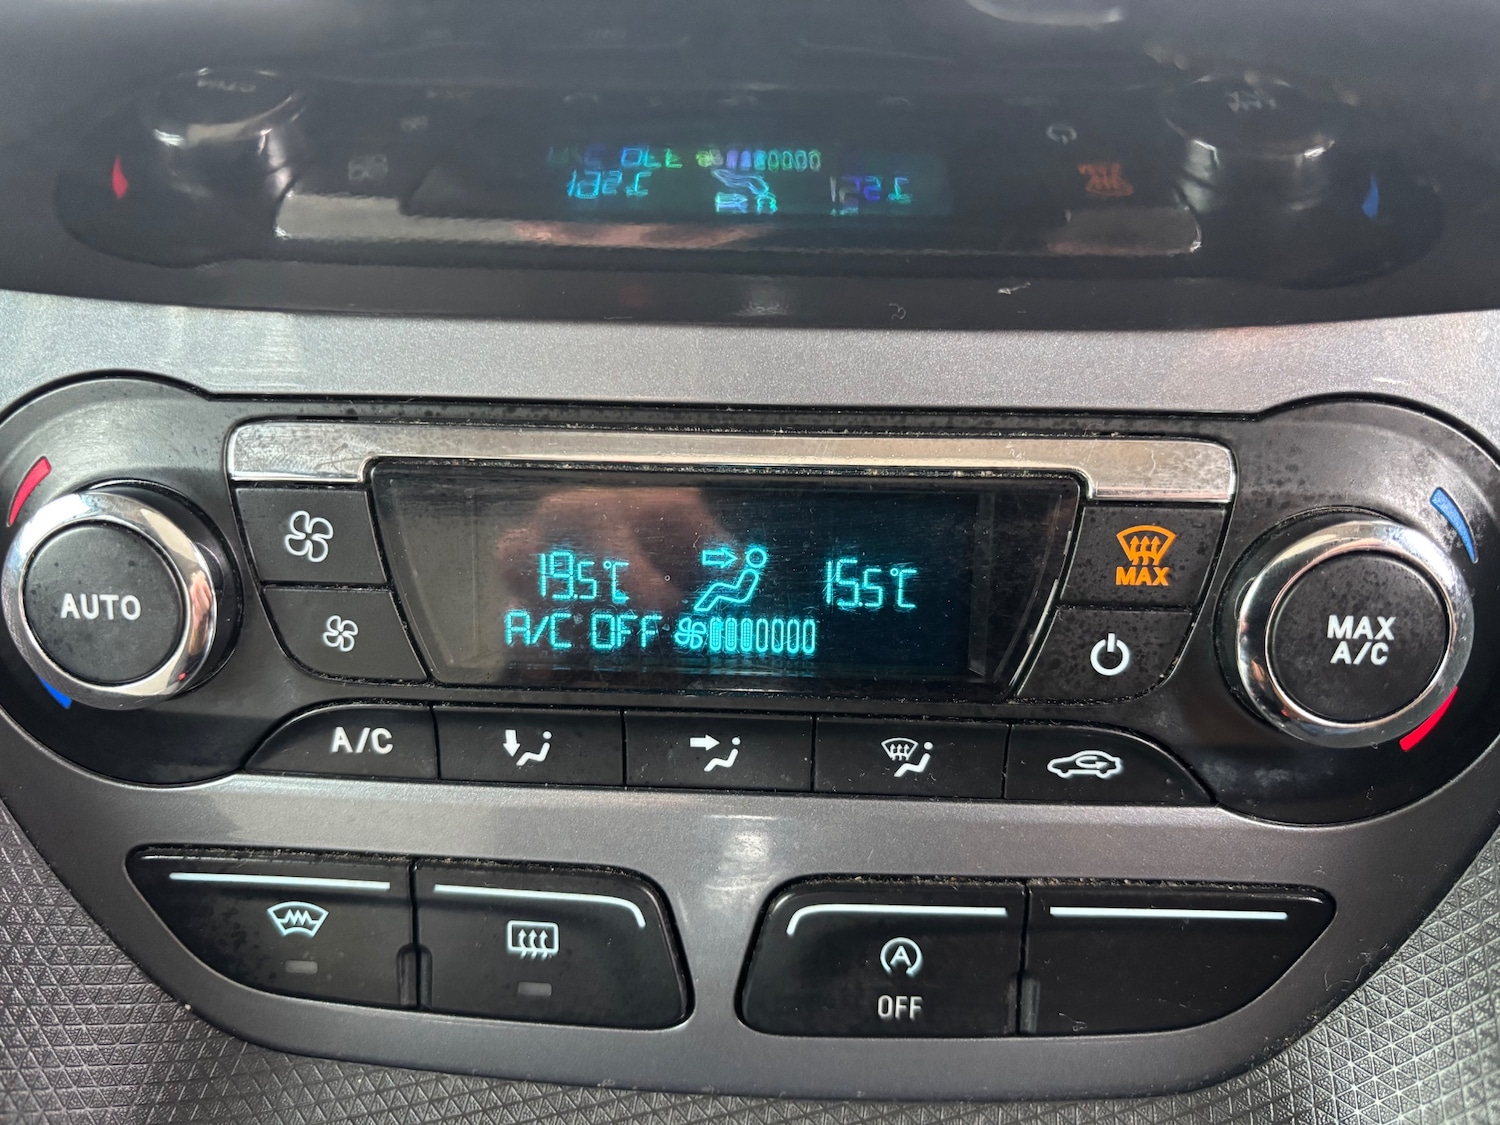 19.5°C 15.5°C
A/C OFF
AUTO
MAX
MAX
A/C
A/C
A
OFF